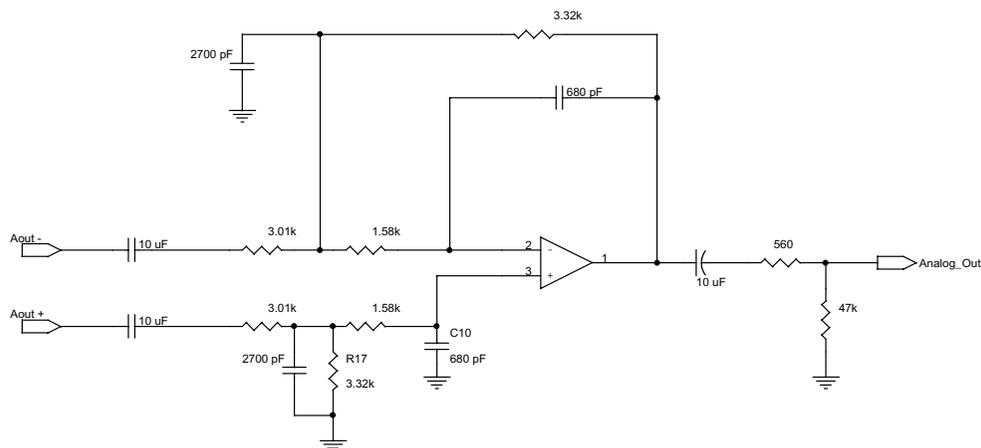 3.32k
2700 pF
680 pF
Aout -
10 uF
3.01k
1.58k
2
-
3
+
1
10 uF
560
Analog_Out
47k
Aout +
10 uF
3.01k
1.58k
C10
680 pF
2700 pF
R17
3.32k